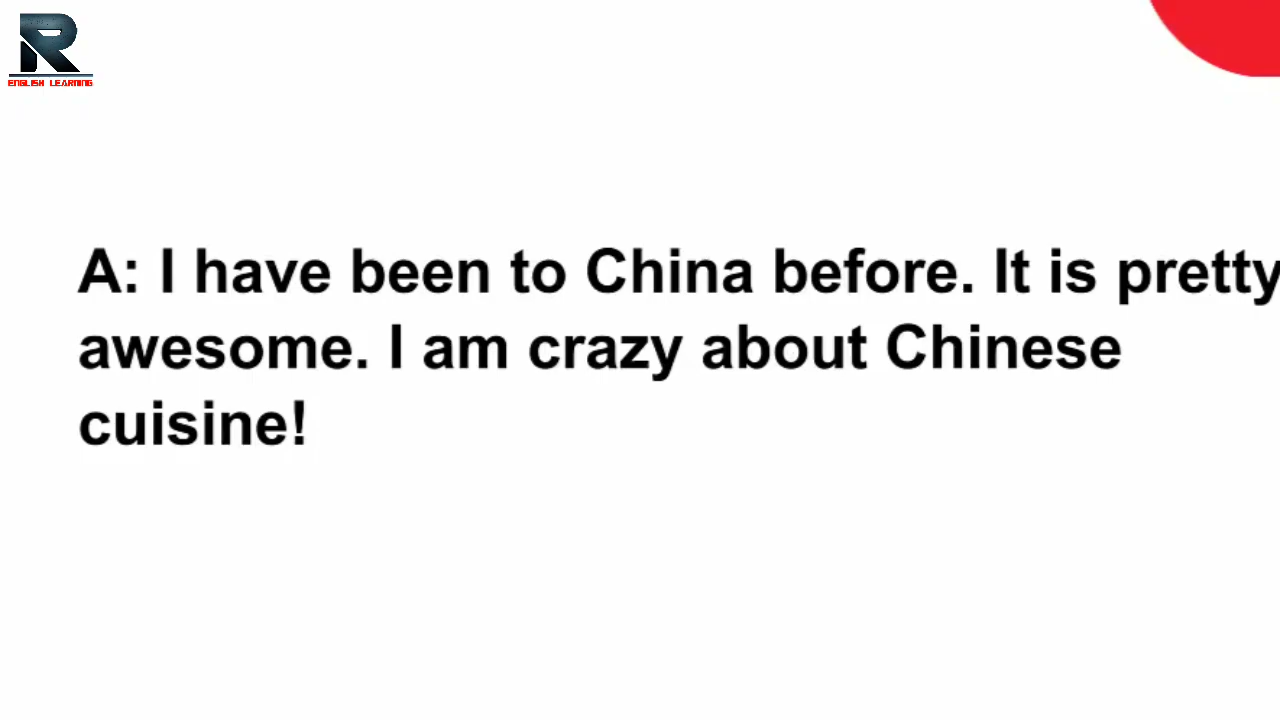 R
ENGLISH LEARNING
A: I have been to China before. It is pretty
awesome. I am crazy about Chinese
cuisine!